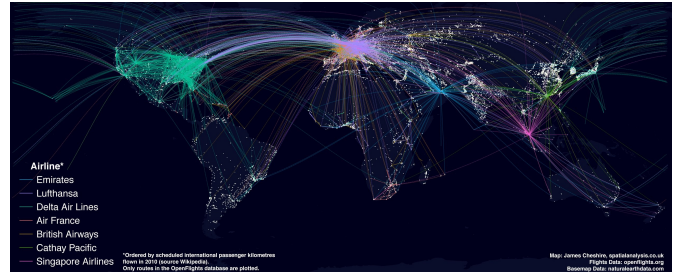 Airline*
Emirates
Lufthansa
Delta Air Lines
Air France
British Airways
Cathay Pacific
Singapore Airlines
*Ordered by scheduled international passenger kilometres
flown in 2010 (source Wikipedia).
Only routes in the OpenFlights database are plotted.
Map: James Cheshire, spatialanalysis.co.uk
Flights Data: openflights.org
Basemap Data: naturalearthdata.com